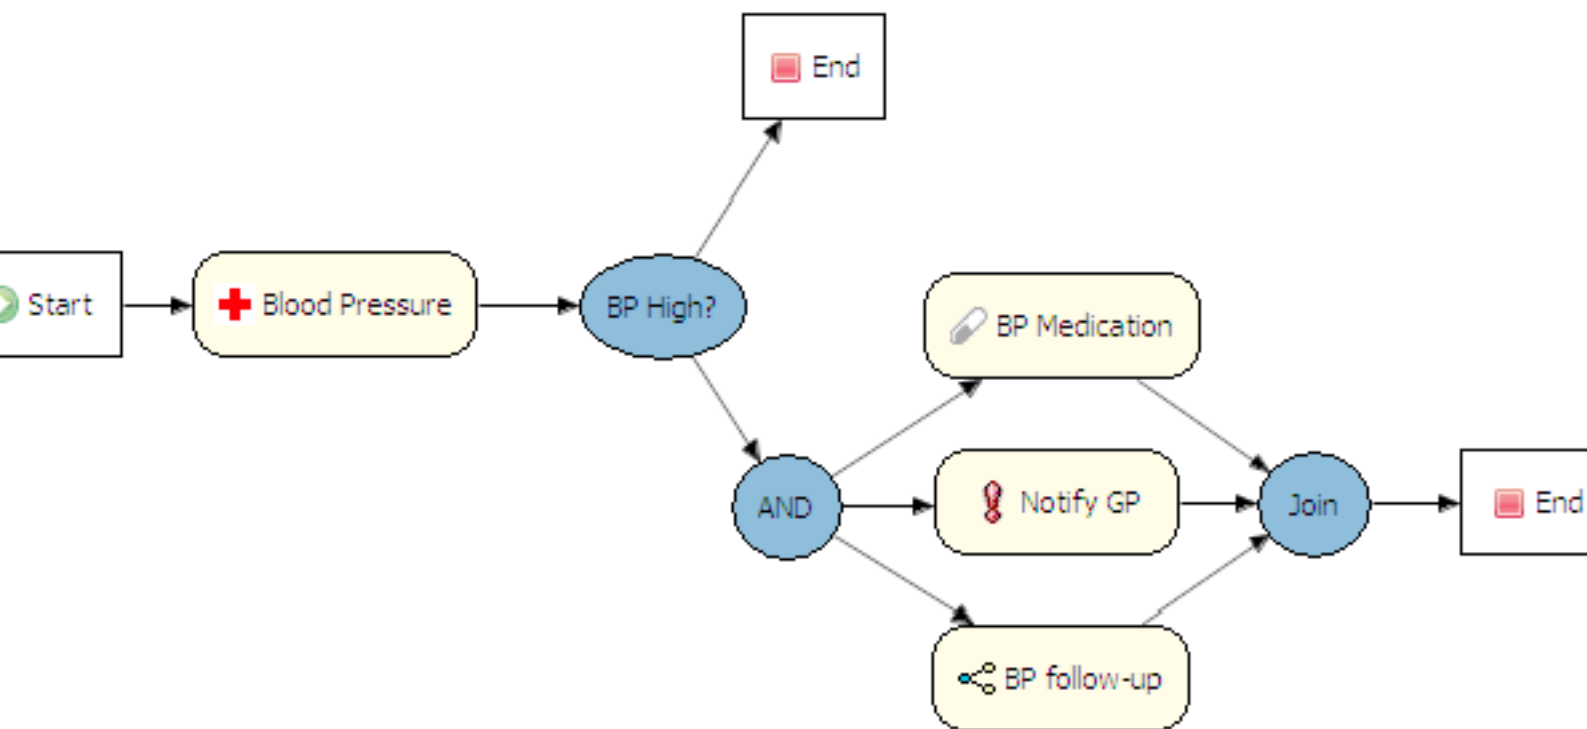 End
Start
Blood Pressure
BP High?
BP Medication
AND
Notify GP
Join
End
BP follow-up